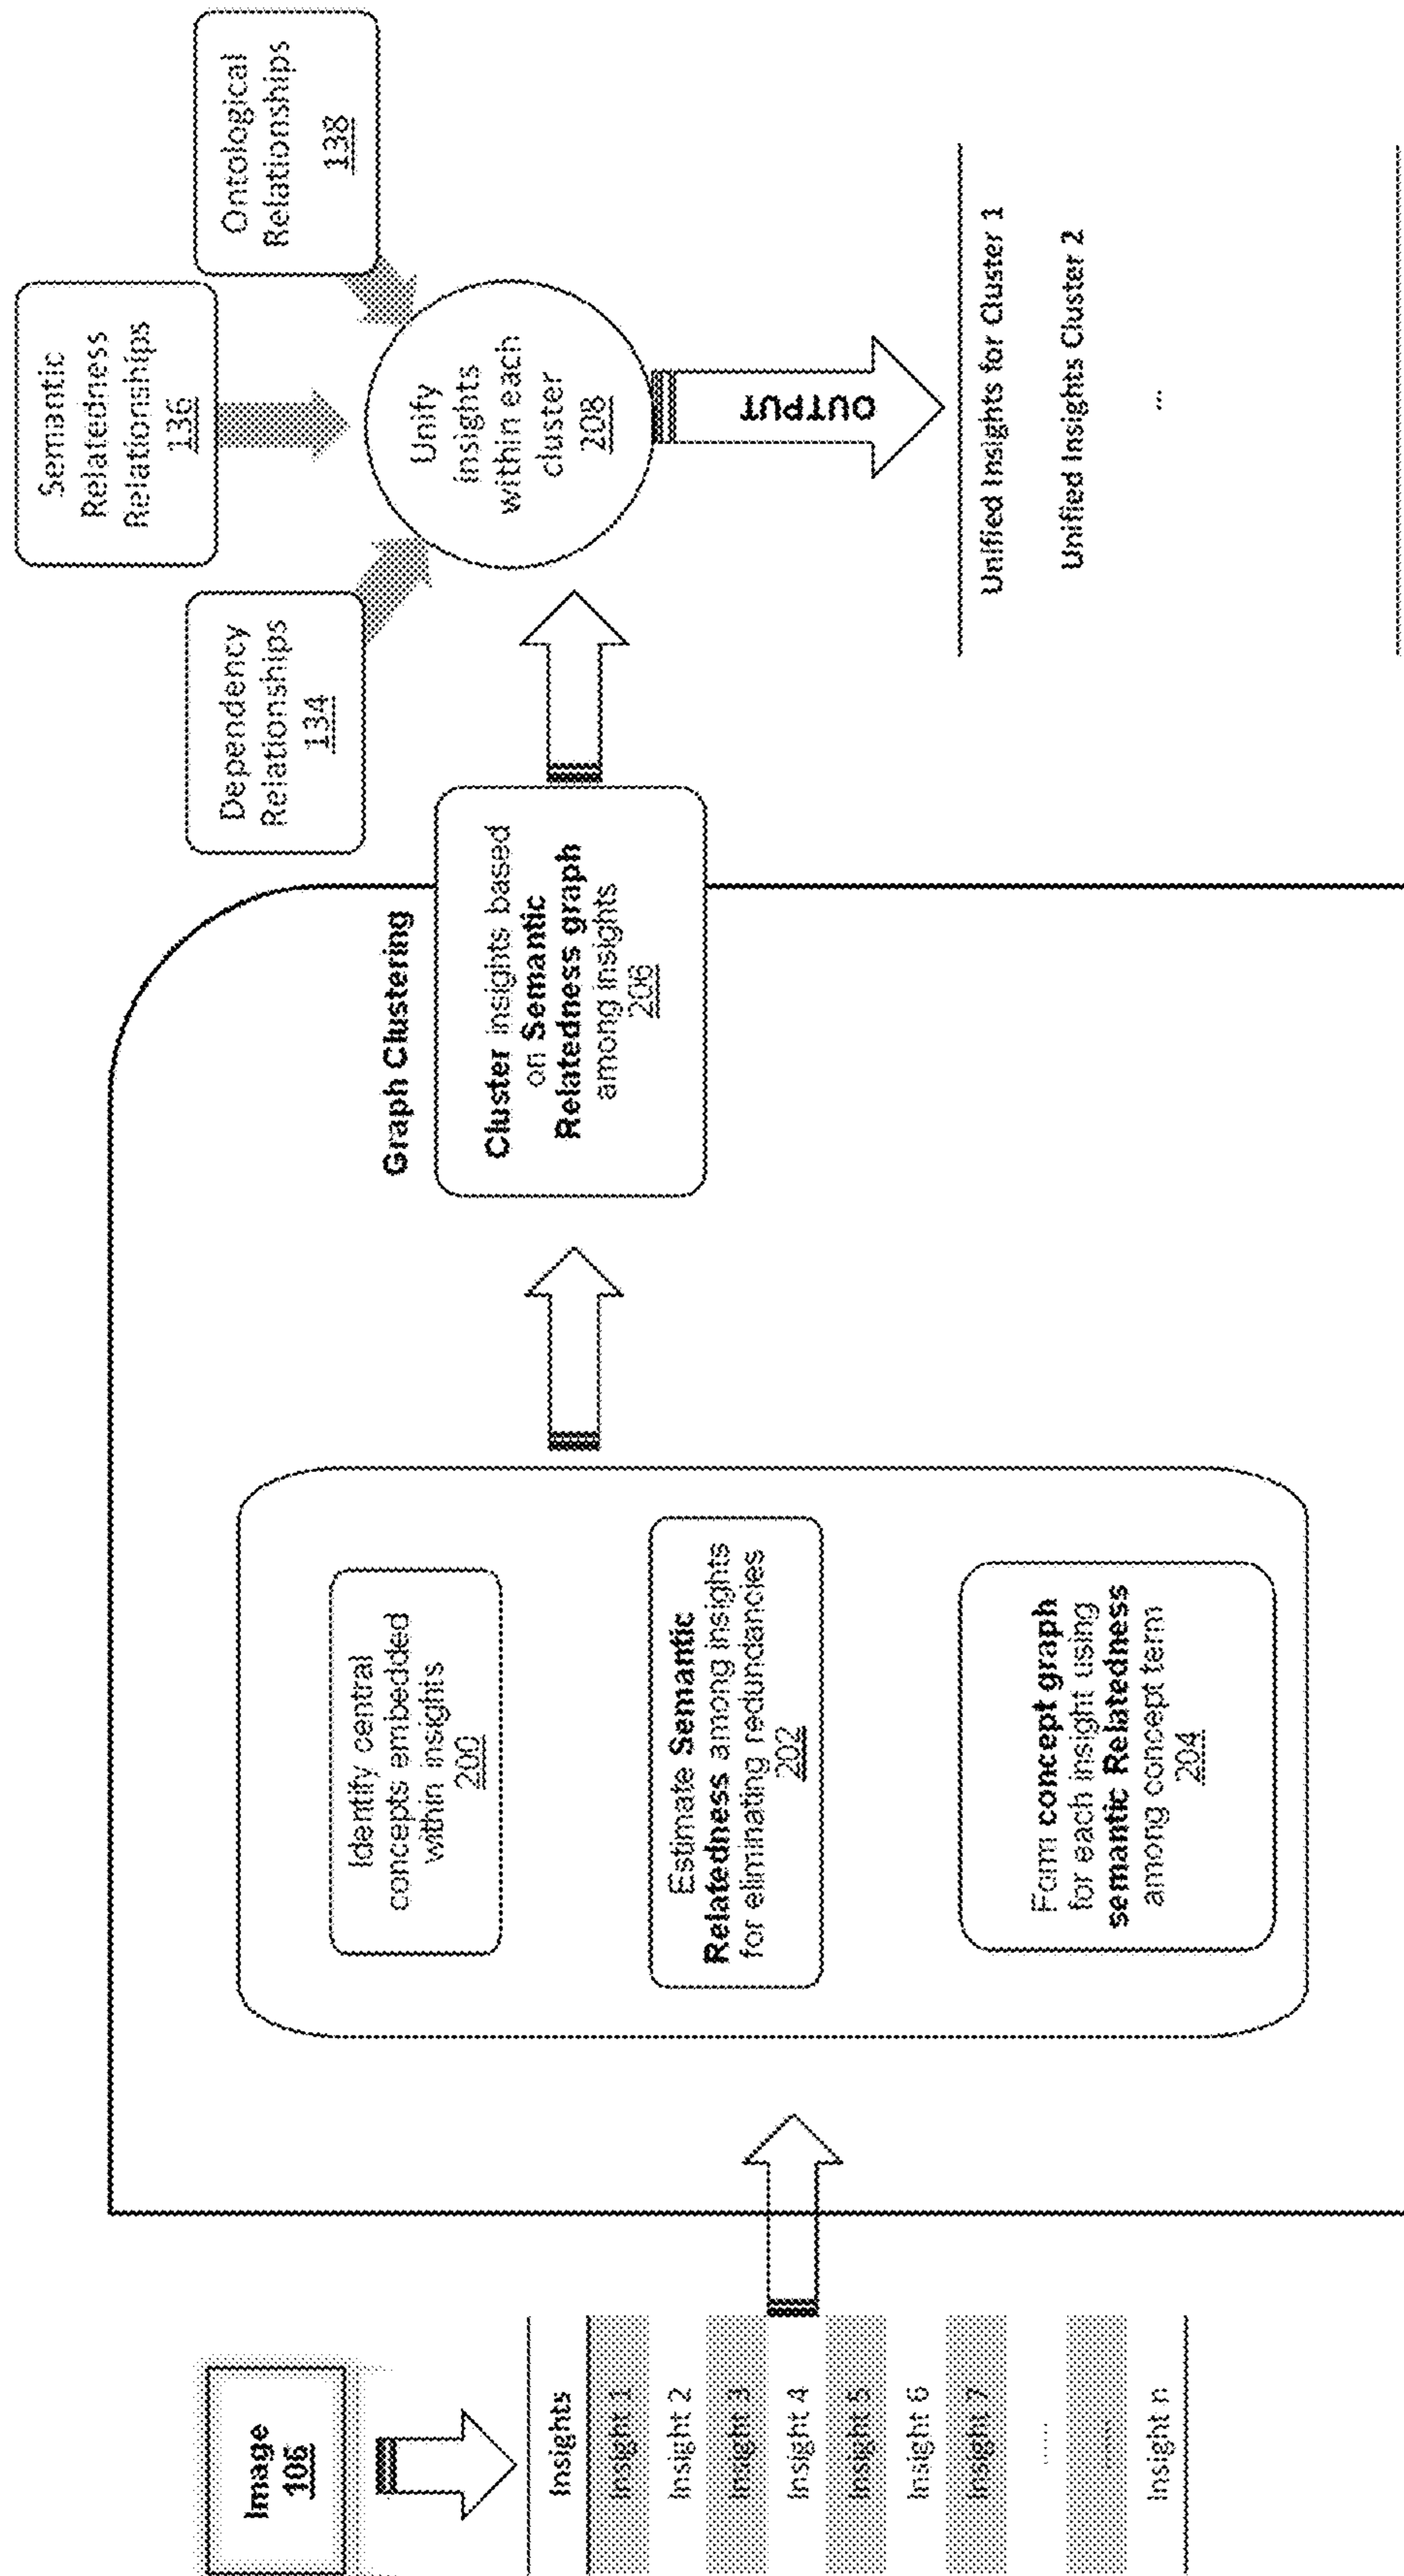 Image
106
Insights
Insight 1
Insight 2
Insight 3
Insight 4
Insight 5
Insight 6
Insight 7
......
Insight n
Identify central
concepts embedded
within insights
200
Estimate Semantic
Relatedness among insights
for eliminating redundancies
202
Form concept graph
for each insight using
semantic Relatedness
among concept term
204
Graph Clustering
Cluster insights based
on Semantic
Relatedness graph
among insights
206
Dependency
Relationships
134
Semantic
Relatedness
Relationships
136
Ontological
Relationships
138
Unify
insights
within each
cluster
208
OUTPUT
Unified Insights for Cluster 1
Unified Insights Cluster 2
...